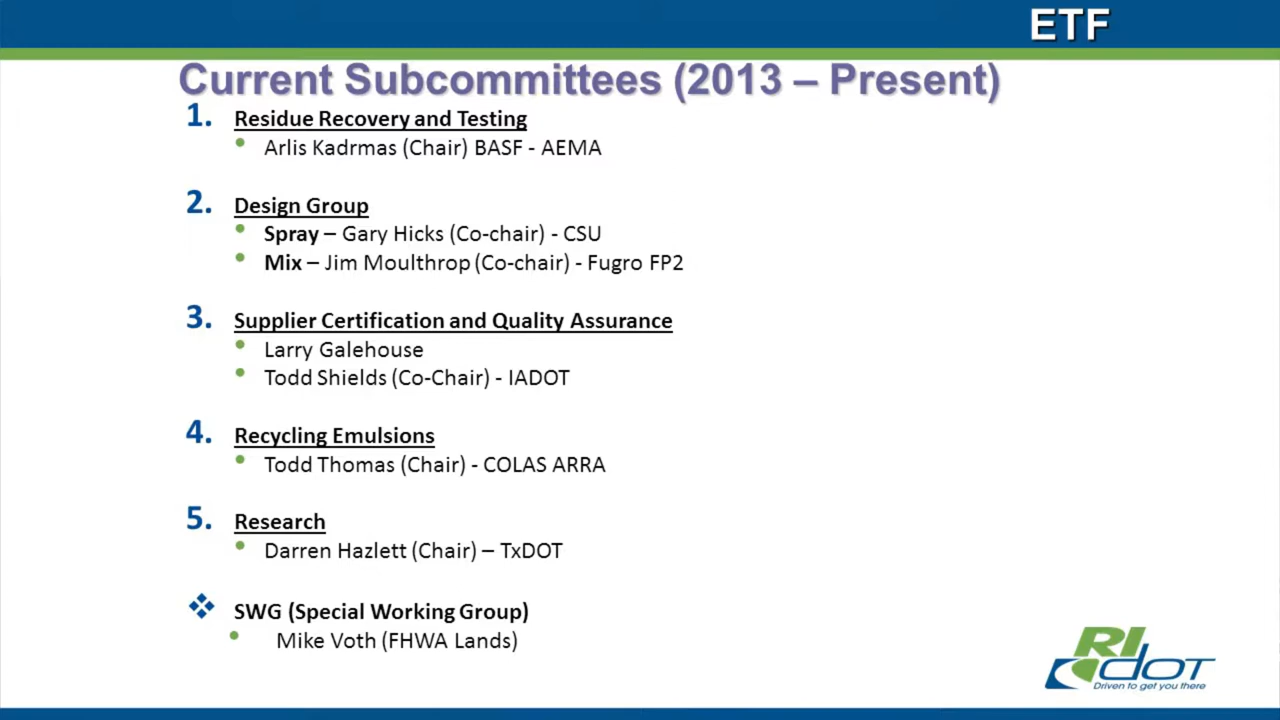 ETF
Current Subcommittees (2013 – Present)
1. Residue Recovery and Testing
• Arlis Kadrmas (Chair) BASF - AEMA
2. Design Group
• Spray – Gary Hicks (Co-chair) - CSU
• Mix – Jim Moulthrop (Co-chair) - Fugro FP2
3. Supplier Certification and Quality Assurance
• Larry Galehouse
• Todd Shields (Co-Chair) - IADOT
4. Recycling Emulsions
• Todd Thomas (Chair) - COLAS ARRA
5. Research
• Darren Hazlett (Chair) – TxDOT
❖ SWG (Special Working Group)
• Mike Voth (FHWA Lands)
RI
DOT
Driven to get you there